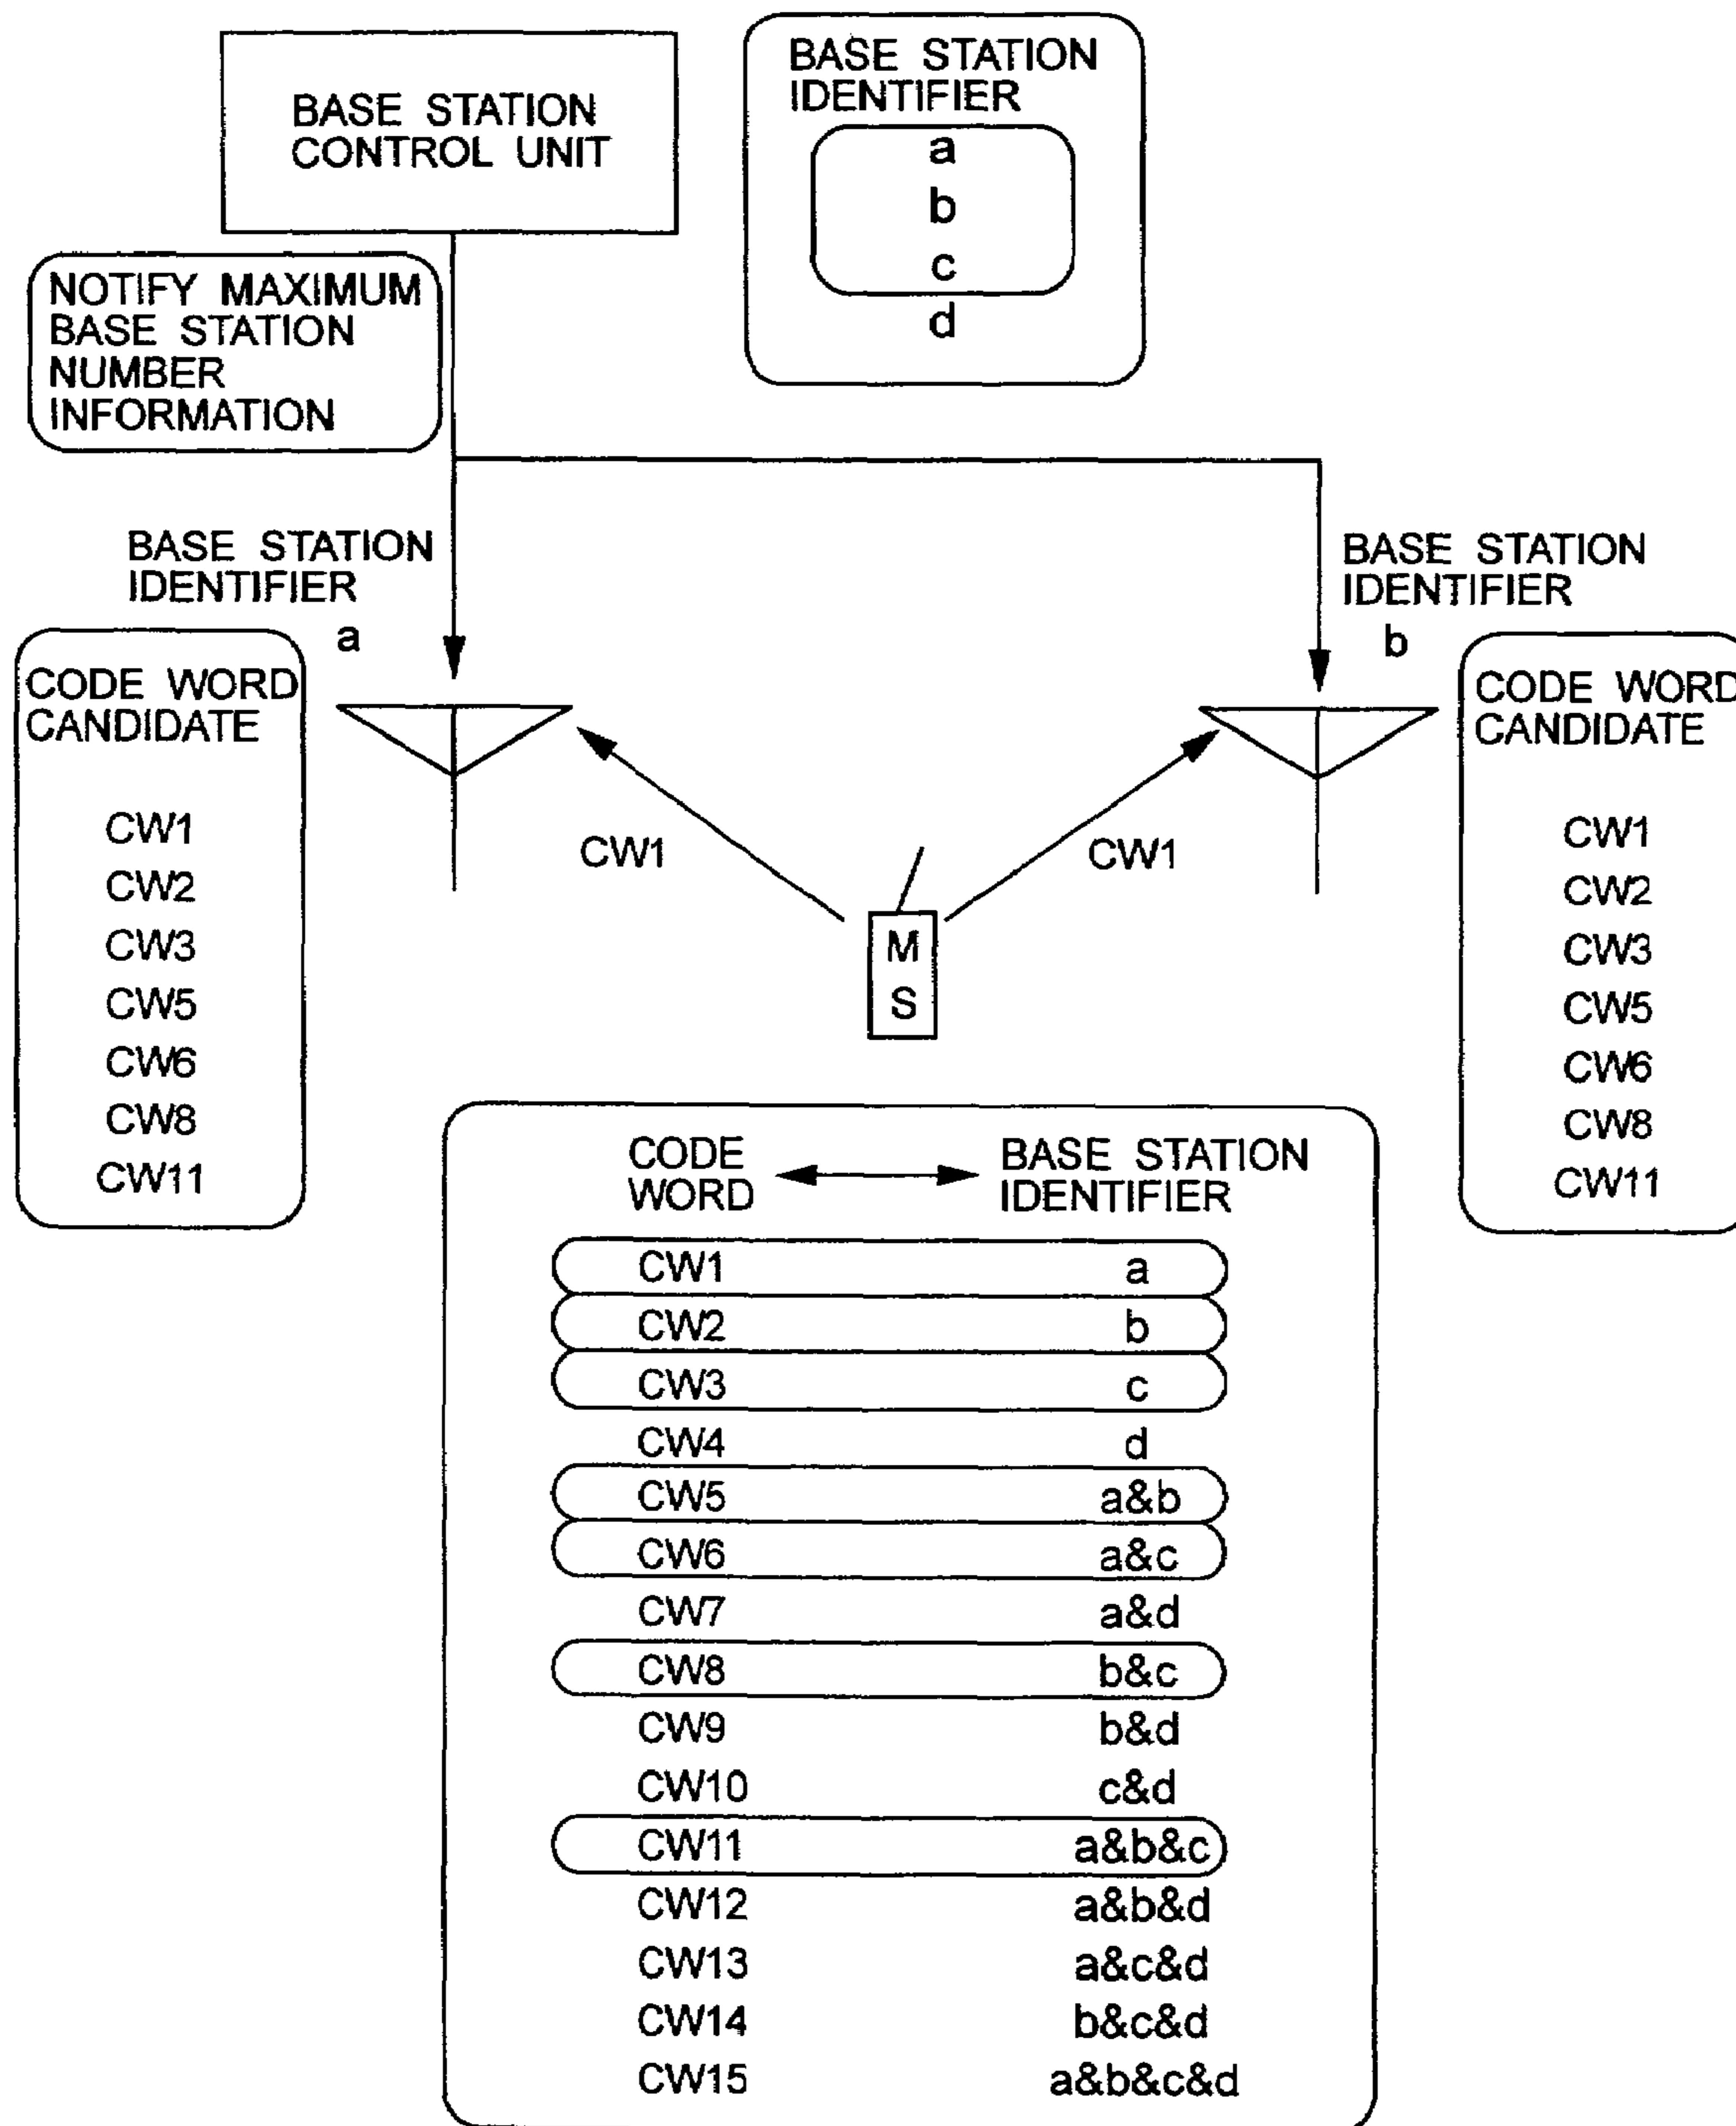 BASE STATION
CONTROL UNIT
BASE STATION
IDENTIFIER
a
b
c
d
NOTIFY MAXIMUM
BASE STATION
NUMBER
INFORMATION
BASE STATION
IDENTIFIER
a
BASE STATION
IDENTIFIER
b
CODE WORD
CANDIDATE
CW1
CW2
CW3
CW5
CW6
CW8
CW11
CW1
CW1
M
S
CODE WORD
CANDIDATE
CW1
CW2
CW3
CW5
CW6
CW8
CW11
CODE WORD
BASE STATION IDENTIFIER
CW1 a
CW2 b
CW3 c
CW4 d
CW5 a&b
CW6 a&c
CW7 a&d
CW8 b&c
CW9 b&d
CW10 c&d
CW11 a&b&c
CW12 a&b&d
CW13 a&c&d
CW14 b&c&d
CW15 a&b&c&d